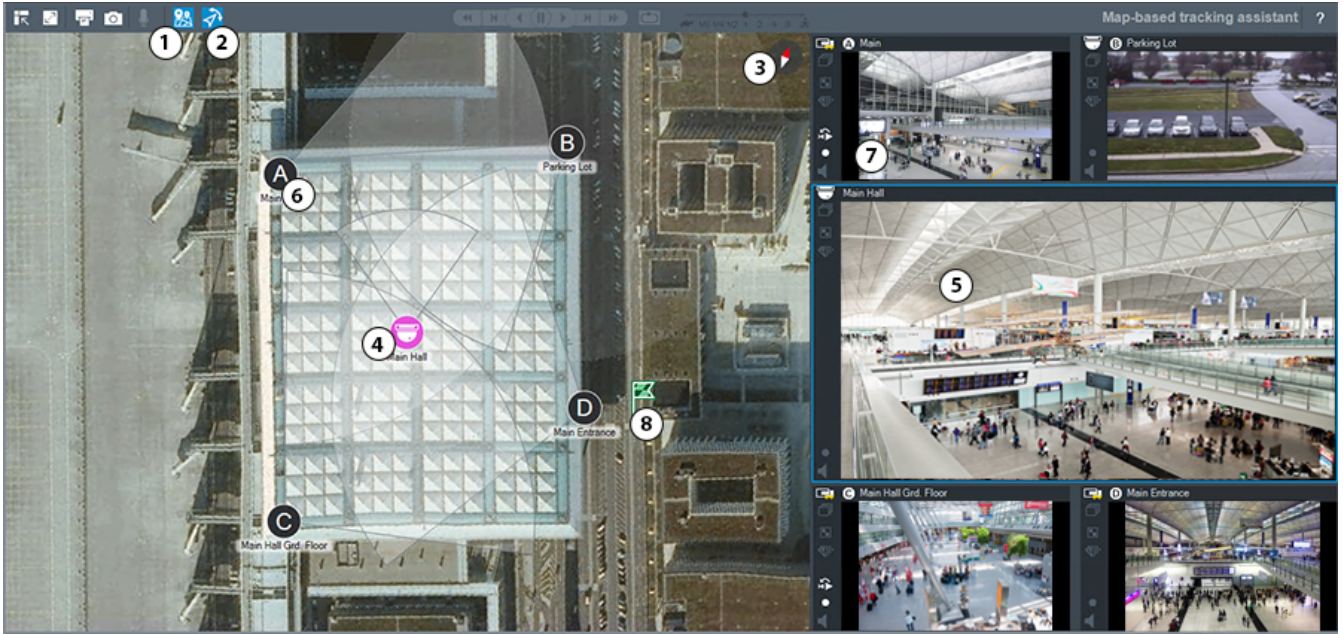 Map-based tracking assistant ?
1
2
3
A Main
B Parking Lot
7
B
Parking Lot
A
Main
6
Main Hall
5
4
Main Hall
D
Main Entrance
8
C
Main Hall Grd. Floor
C Main Hall Grd. Floor
D Main Entrance